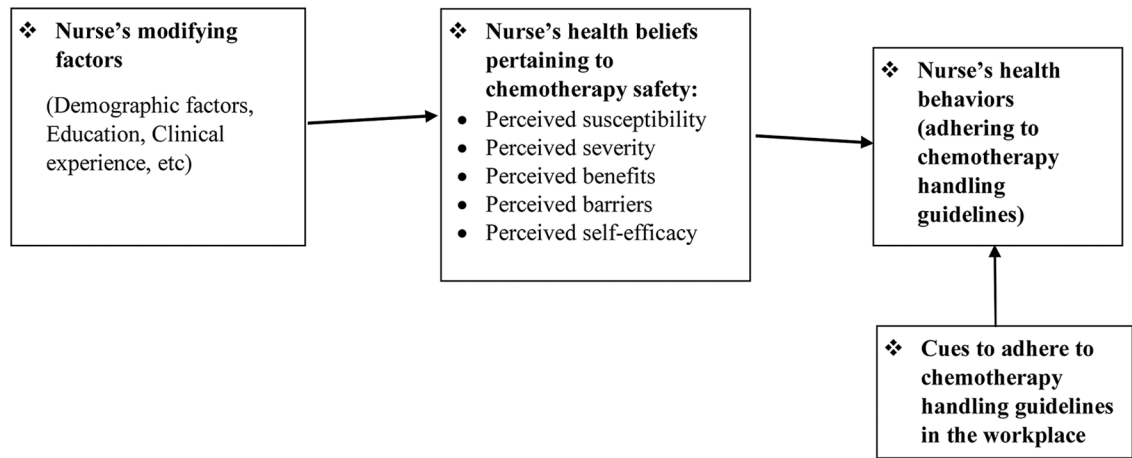 ❖ Nurse’s modifying
factors
(Demographic factors,
Education, Clinical
experience, etc)
❖ Nurse’s health beliefs
pertaining to
chemotherapy safety:
• Perceived susceptibility
• Perceived severity
• Perceived benefits
• Perceived barriers
• Perceived self-efficacy
❖ Nurse’s health
behaviors
(adhering to
chemotherapy
handling
guidelines)
❖ Cues to adhere to
chemotherapy
handling guidelines
in the workplace